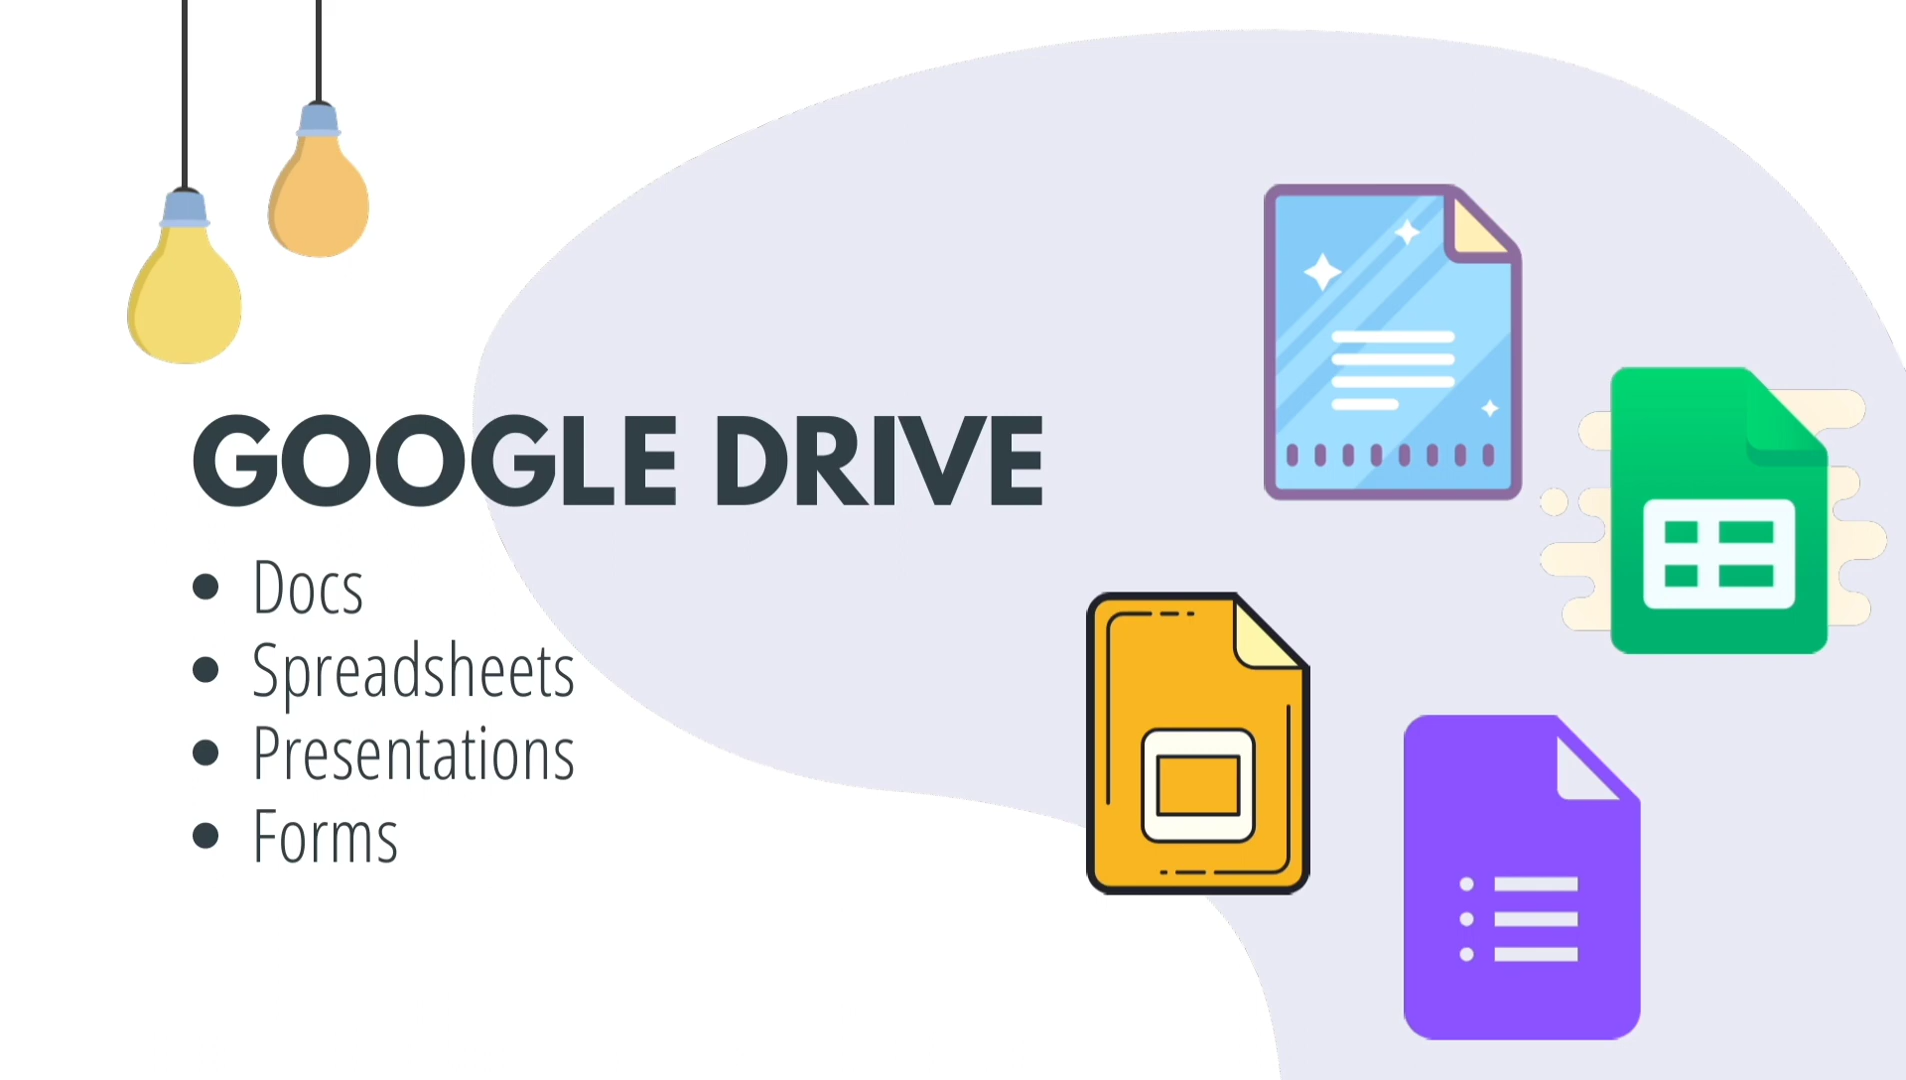 GOOGLE DRIVE
• Docs
• Spreadsheets
• Presentations
• Forms